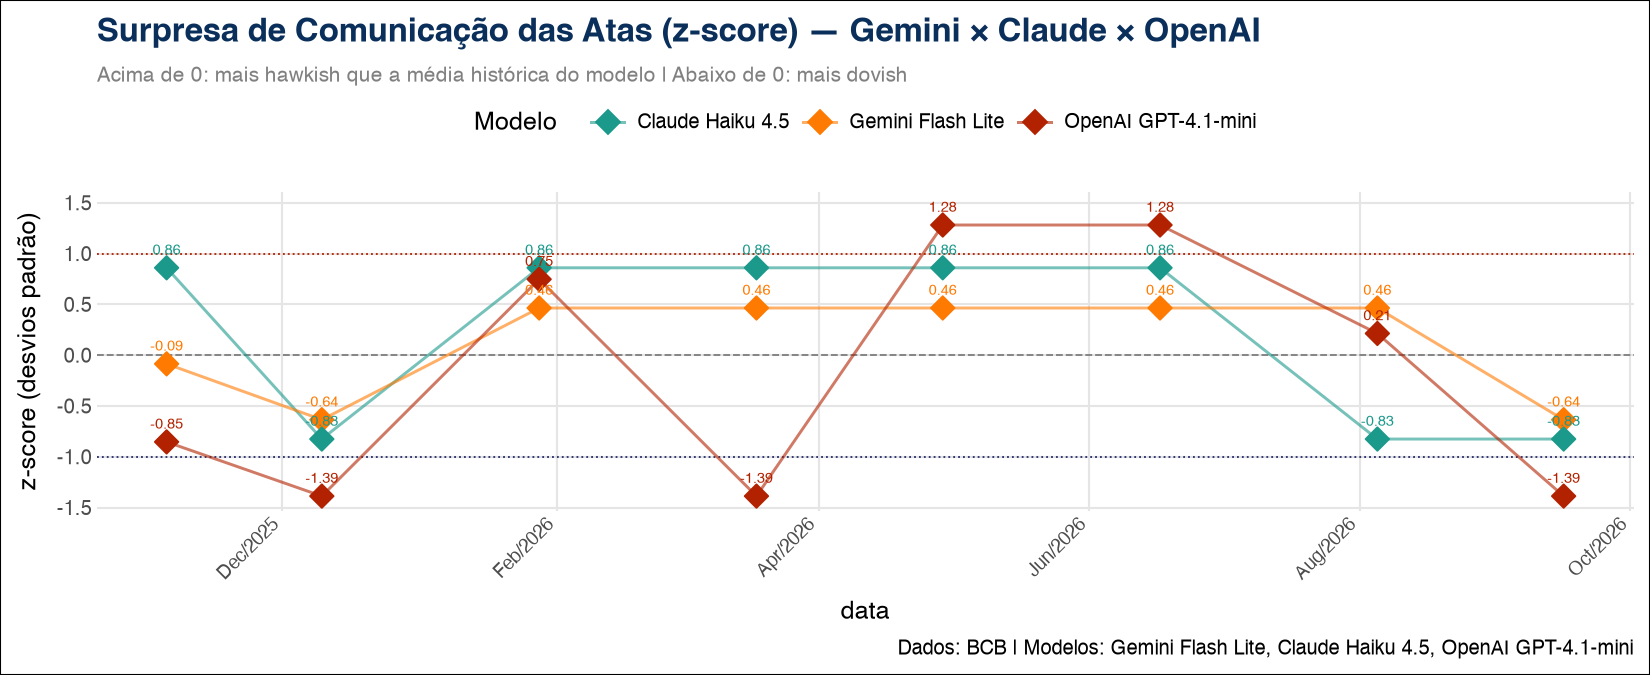 Surpresa de Comunicação das Atas (z-score) — Gemini × Claude × OpenAI
Acima de 0: mais hawkish que a média histórica do modelo | Abaixo de 0: mais dovish
Modelo Claude Haiku 4.5 Gemini Flash Lite OpenAI GPT-4.1-mini
z-score (desvios padrão)
1.5
1.0
0.5
0.0
-0.5
-1.0
-1.5
0.86
-0.09
-0.85
-0.64
-1.39
0.86
0.75
0.46
0.86
0.46
-1.39
1.28
0.86
0.46
1.28
0.86
0.46
0.46
0.21
-0.83
-0.64
-1.39
Dec/2025
Feb/2026
Apr/2026
Jun/2026
Aug/2026
Oct/2026
data
Dados: BCB | Modelos: Gemini Flash Lite, Claude Haiku 4.5, OpenAI GPT-4.1-mini